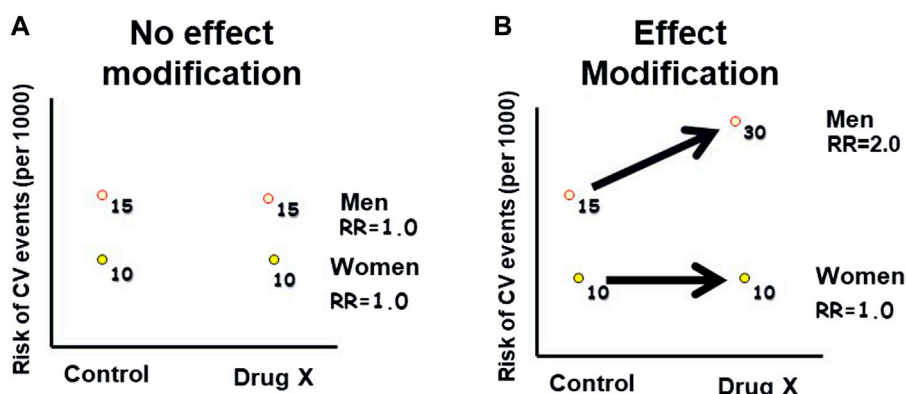 A
No effect
modification
Risk of CV events (per 1000)
15
15
Men
RR=1.0
10
10
Women
RR=1.0
Control
Drug X
B
Effect
Modification
Risk of CV events (per 1000)
30
Men
RR=2.0
15
10
10
Women
RR=1.0
Control
Drug X